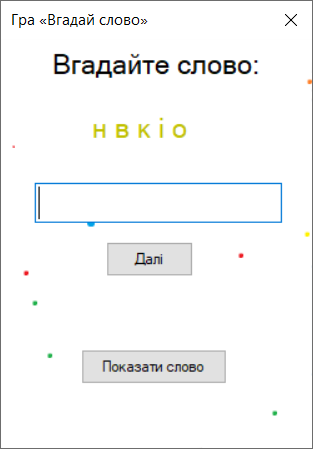 Гра «Вгадай слово»
Вгадайте слово:
н в к і о
Далі
Показати слово